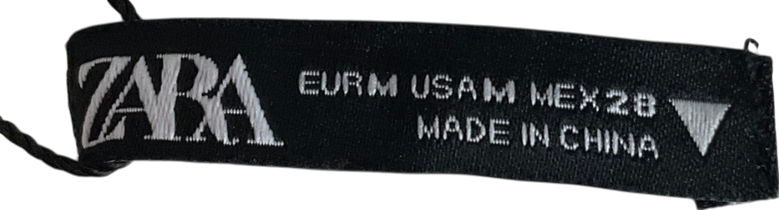 ZARA
EUR M USA M MEX 28
MADE IN CHINA